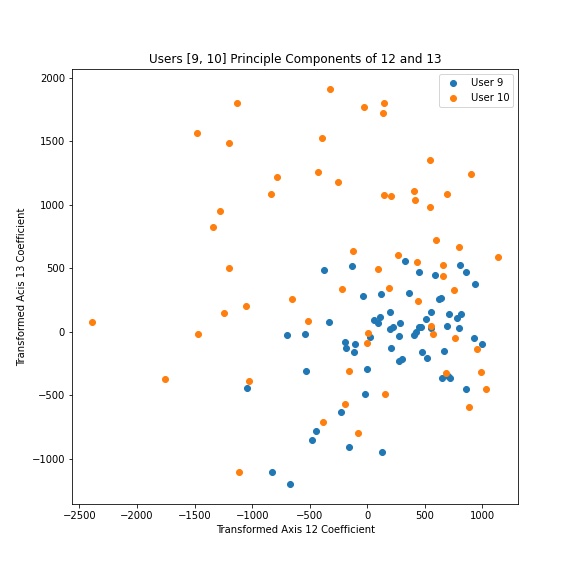 Users [9, 10] Principle Components of 12 and 13
User 9
User 10
2000
1500
1000
500
0
−500
−1000
Transformed Acis 13 Coefficient
−2500 −2000 −1500 −1000 −500 0 500 1000
Transformed Axis 12 Coefficient